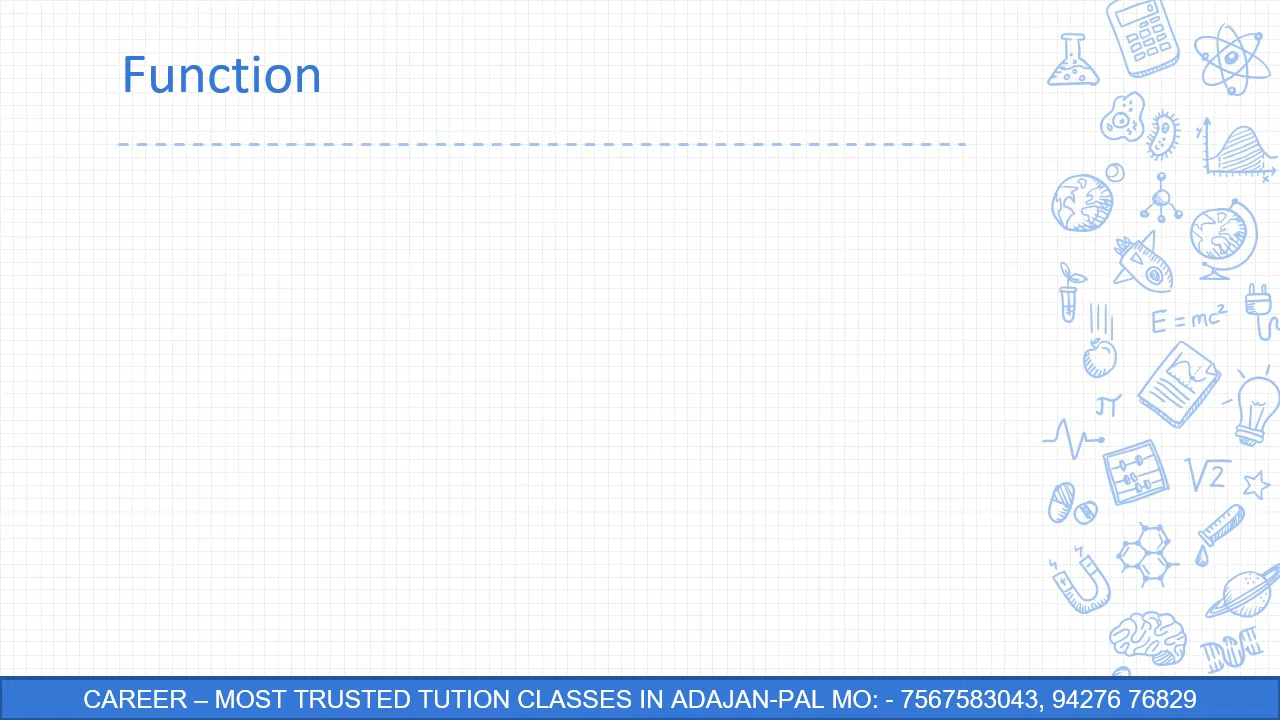 Function
y
x
E = mc²
π
√2
CAREER – MOST TRUSTED TUTION CLASSES IN ADAJAN-PAL MO: - 7567583043, 94276 76829